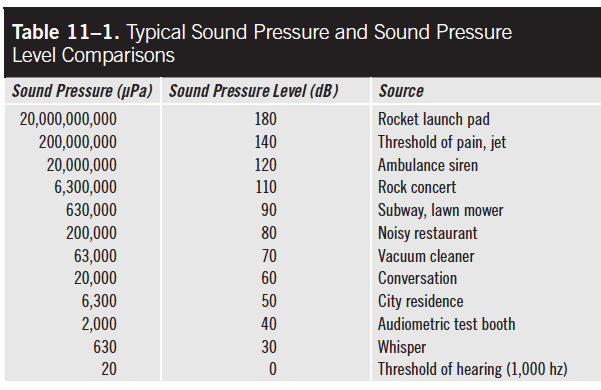 Table 11–1. Typical Sound Pressure and Sound Pressure
Level Comparisons
Sound Pressure (µPa) Sound Pressure Level (dB) Source
20,000,000,000 180 Rocket launch pad
200,000,000 140 Threshold of pain, jet
20,000,000 120 Ambulance siren
6,300,000 110 Rock concert
630,000 90 Subway, lawn mower
200,000 80 Noisy restaurant
63,000 70 Vacuum cleaner
20,000 60 Conversation
6,300 50 City residence
2,000 40 Audiometric test booth
630 30 Whisper
20 0 Threshold of hearing (1,000 hz)